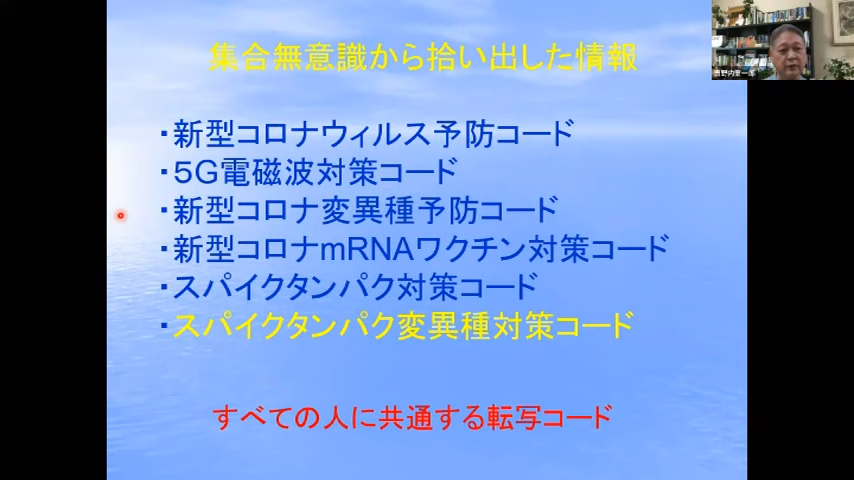 集合無意識から拾い出した情報
・新型コロナウィルス予防コード
・５G電磁波対策コード
・新型コロナ変異種予防コード
・新型コロナmRNAワクチン対策コード
・スパイクタンパク対策コード
・スパイクタンパク変異種対策コード
すべての人に共通する転写コード